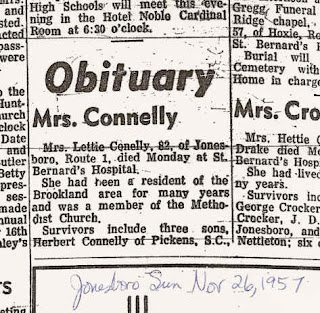 High Schools will meet this eve-
ning in the Hotel Noble Cardinal
Room at 6:30 o'clock.
Obituary
Mrs. Connelly
Mrs. Lettie Conelly, 82, of Jones-
boro, Route 1, died Monday at St.
Bernard's Hospital.
She had been a resident of the
Brookland area for many years
and was a member of the Metho-
dist Church.
Survivors include three sons,
Herbert Connelly of Pickens, S.C.,
Jonesboro Sun Nov 26, 1957
Gregg Funeral
Ridge chapel.
57, of Hoxie, Re
St. Bernard's H
Burial will
Cemetery with
Home in charge
Mrs. Cro
Mrs. Hettie C
Drake died Mo
Bernard's Hospi
She had lived
ny years.
Survivors inc
George Crocker
Crocker, J. D.
Jonesboro, and
Nettleton; six